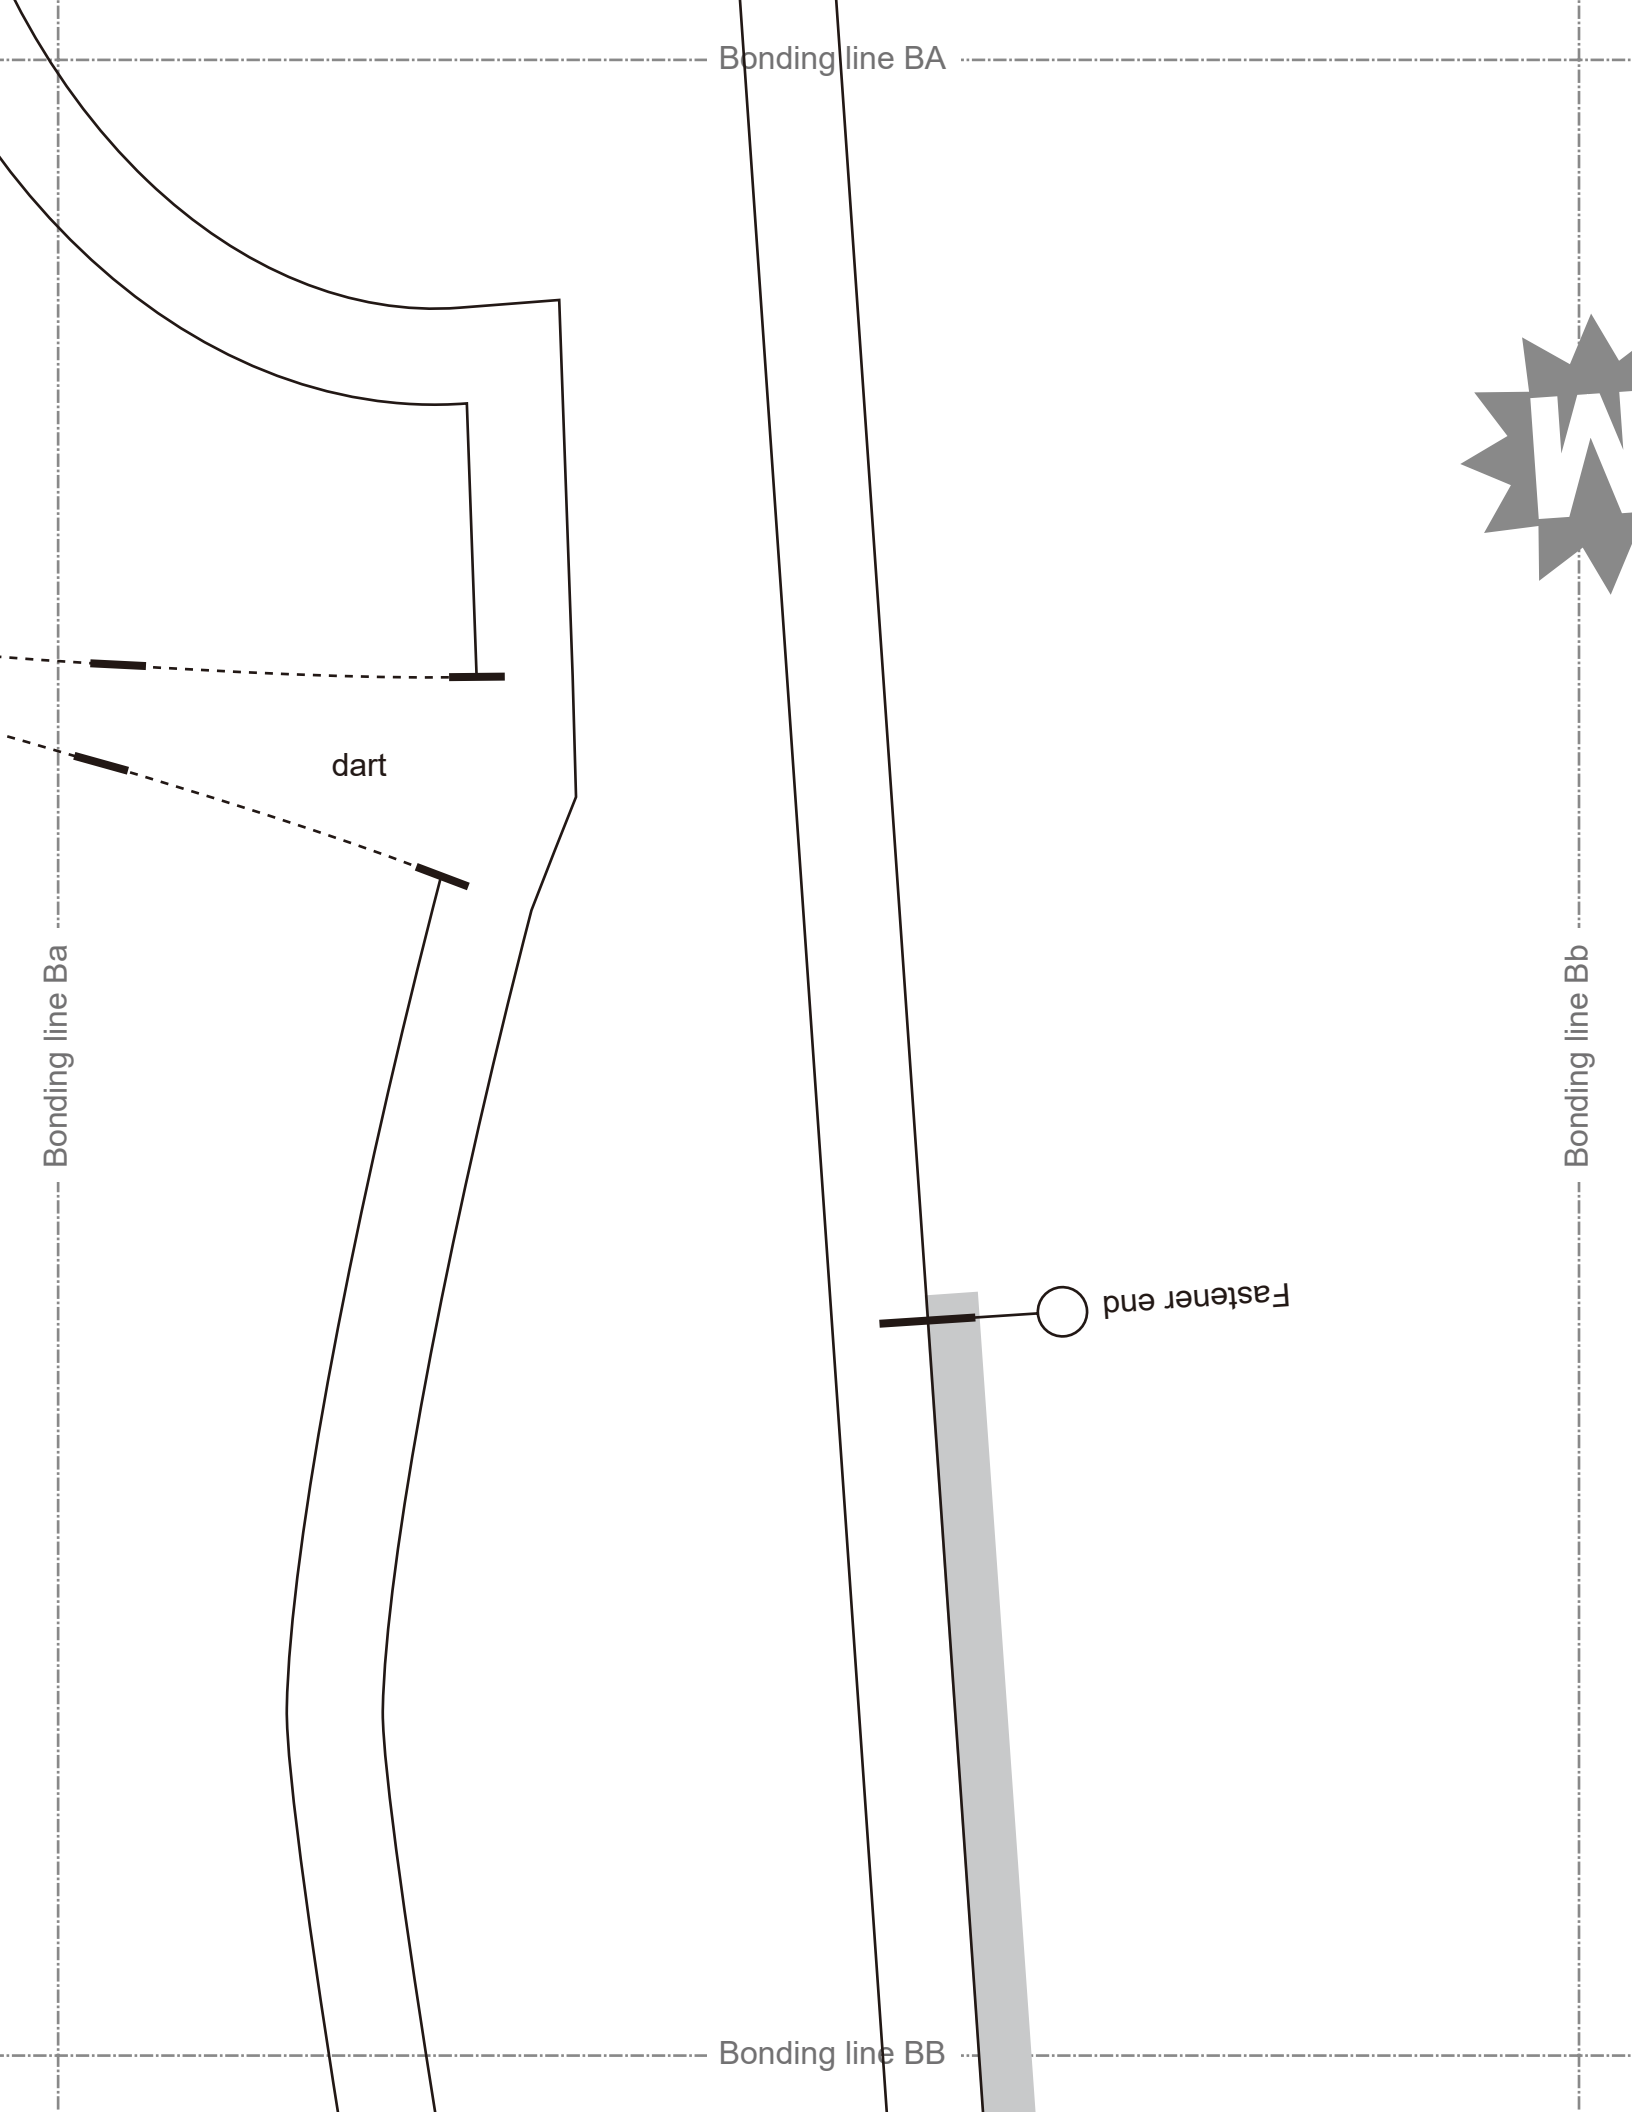 Bonding line BA
W
dart
Bonding line Ba
Bonding line Bb
Fastener end
Bonding line BB